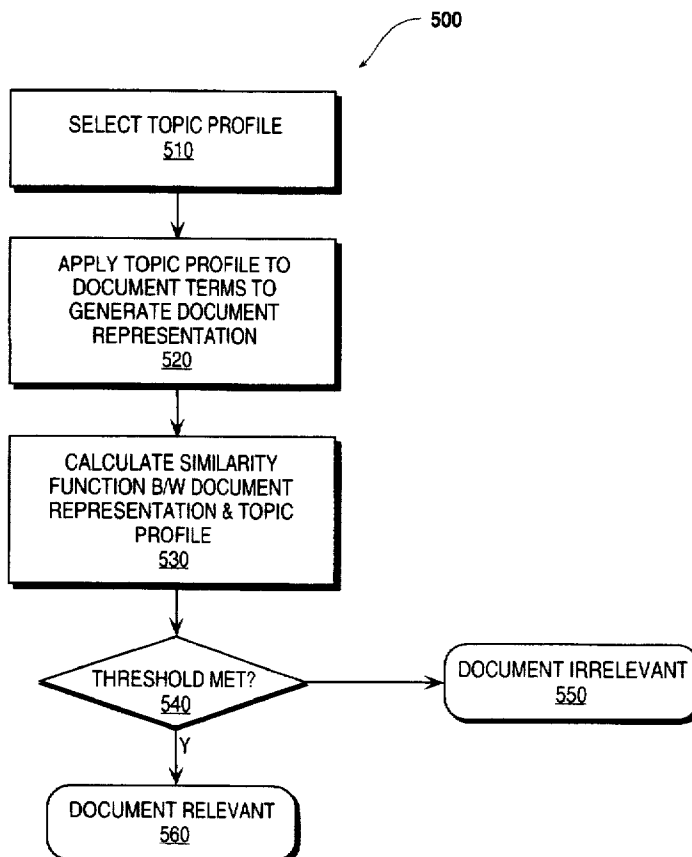 500
SELECT TOPIC PROFILE
510
APPLY TOPIC PROFILE TO
DOCUMENT TERMS TO
GENERATE DOCUMENT
REPRESENTATION
520
CALCULATE SIMILARITY
FUNCTION B/W DOCUMENT
REPRESENTATION & TOPIC
PROFILE
530
THRESHOLD MET?
540
DOCUMENT IRRELEVANT
550
Y
DOCUMENT RELEVANT
560